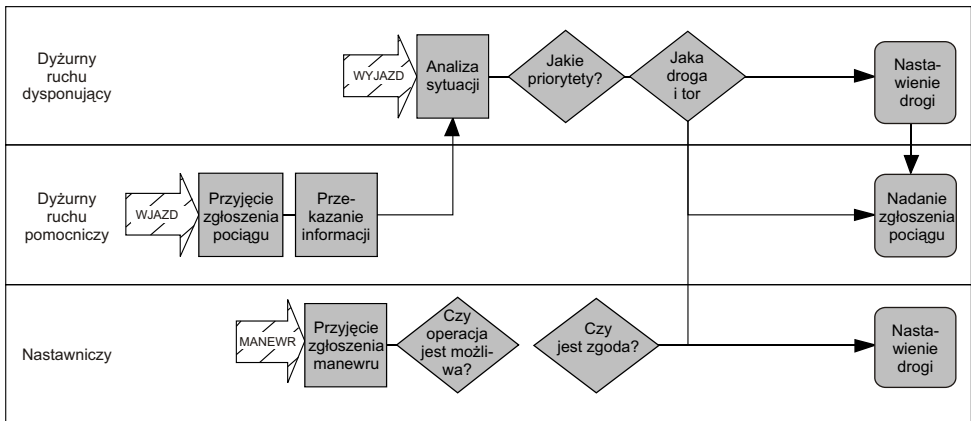 Dyżurny
ruchu
dysponujący
WYJAZD
Analiza
sytuacji
Jakie
priorytety?
Jaka
droga
i tor
Nasta-
wienie
drogi
Dyżurny
ruchu
pomocniczy
WJAZD
Przyjęcie
zgłoszenia
pociągu
Prze-
kazanie
informacji
Nadanie
zgłoszenia
pociągu
Nastawniczy
MANEWR
Przyjęcie
zgłoszenia
manewru
Czy
operacja
jest możli-
wa?
Czy
jest zgoda?
Nasta-
wienie
drogi